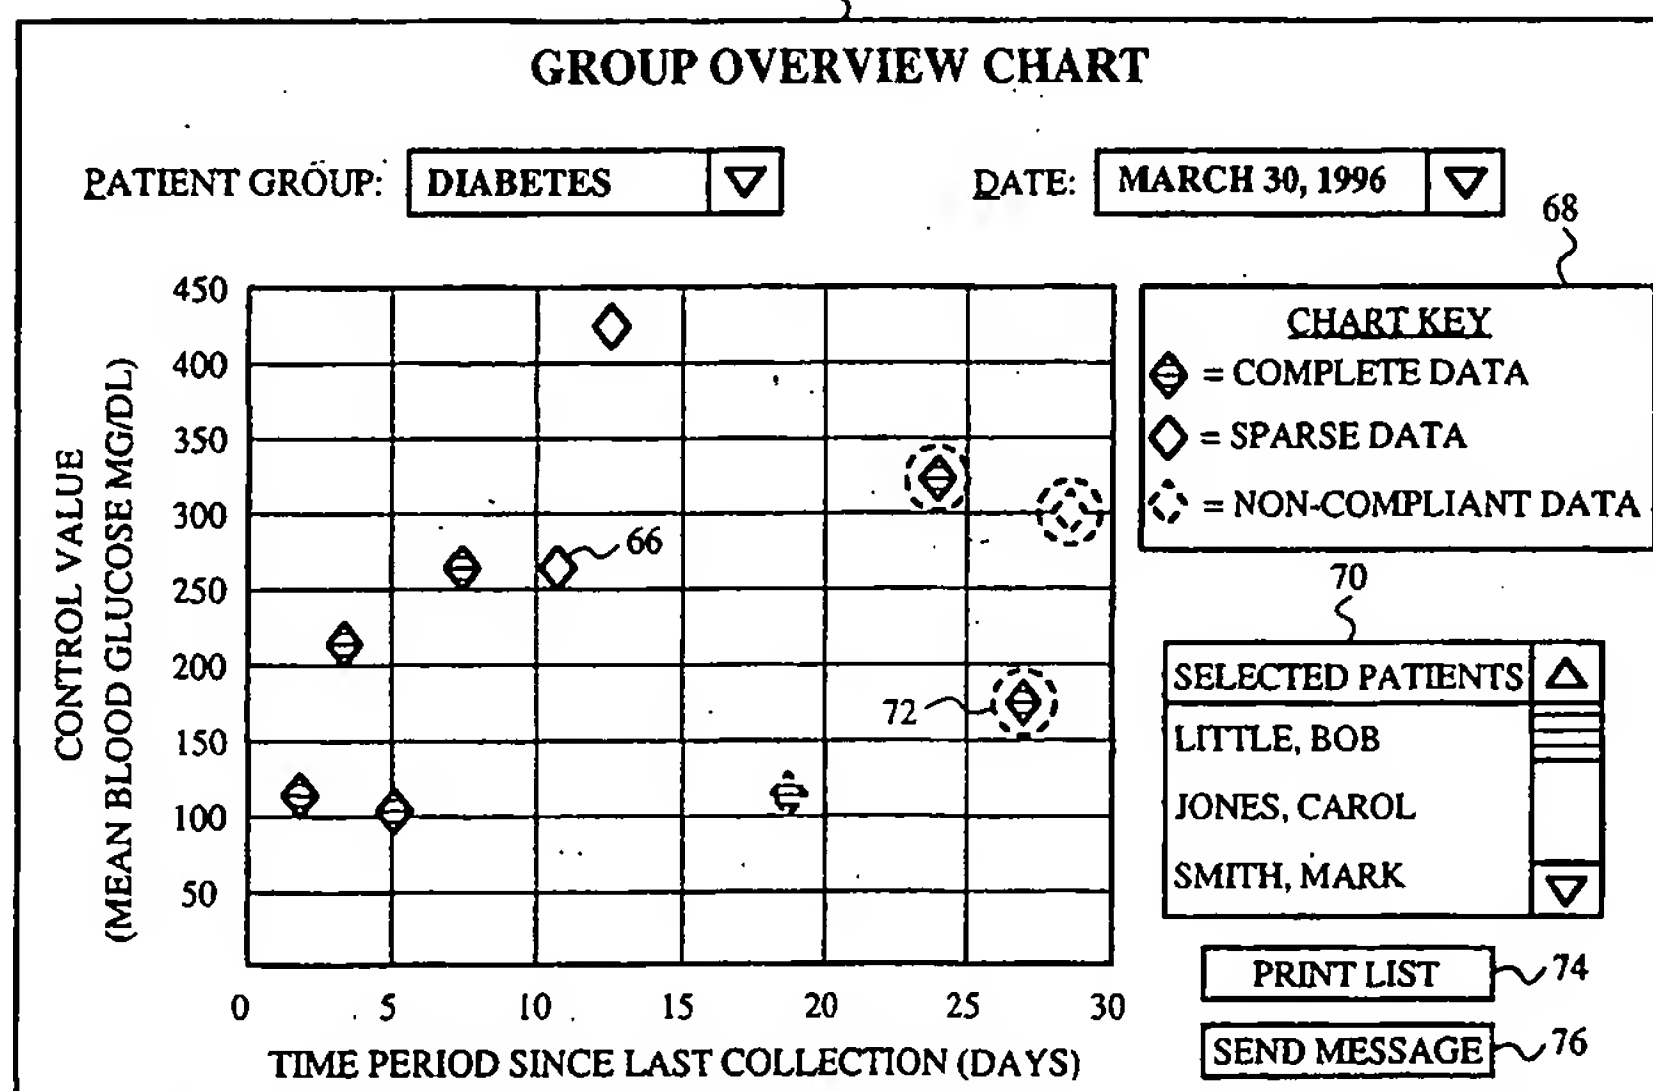 GROUP OVERVIEW CHART
PATIENT GROUP: DIABETES DATE: MARCH 30, 1996
68
CHART KEY
= COMPLETE DATA
= SPARSE DATA
= NON-COMPLIANT DATA
CONTROL VALUE
(MEAN BLOOD GLUCOSE MG/DL)
450
400
350
300
250
200
150
100
50
66
72
0 5 10 15 20 25 30
TIME PERIOD SINCE LAST COLLECTION (DAYS)
70
SELECTED PATIENTS
LITTLE, BOB
JONES, CAROL
SMITH, MARK
PRINT LIST 74
SEND MESSAGE 76